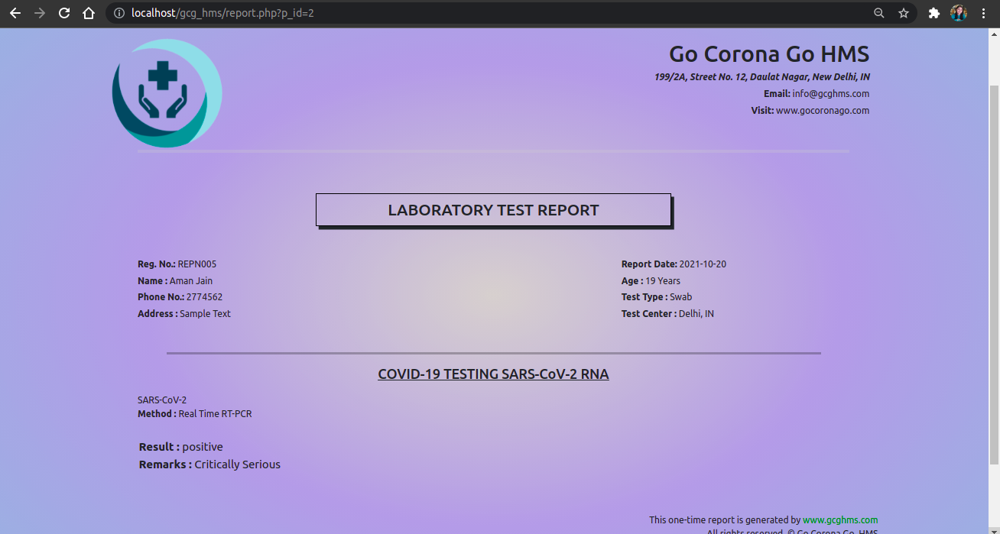 localhost/gcg_hms/report.php?p_id=2
Go Corona Go HMS
199/2A, Street No. 12, Daulat Nagar, New Delhi, IN
Email: info@gcghms.com
Visit: www.gocoronago.com
LABORATORY TEST REPORT
Reg. No.: REPN005
Report Date: 2021-10-20
Name : Aman Jain
Age : 19 Years
Phone No.: 2774562
Test Type : Swab
Address : Sample Text
Test Center : Delhi, IN
COVID-19 TESTING SARS-CoV-2 RNA
SARS-CoV-2
Method : Real Time RT-PCR
Result : positive
Remarks : Critically Serious
This one-time report is generated by www.gcghms.com
All rights reserved. © Go Corona Go, HMS